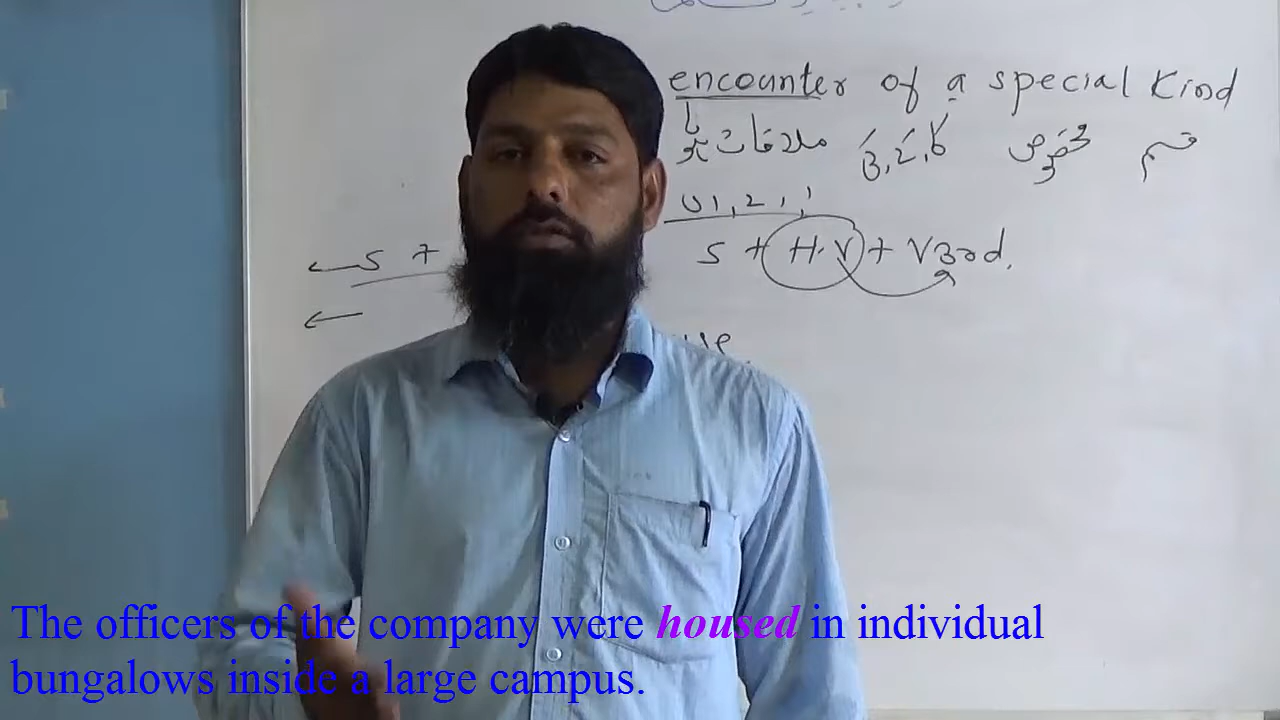 encounter of a special kind
ملاقات کا، کے، کی مخصوص قسم
S +
S + H.V + V3rd.
The officers of the company were housed in individual
bungalows inside a large campus.